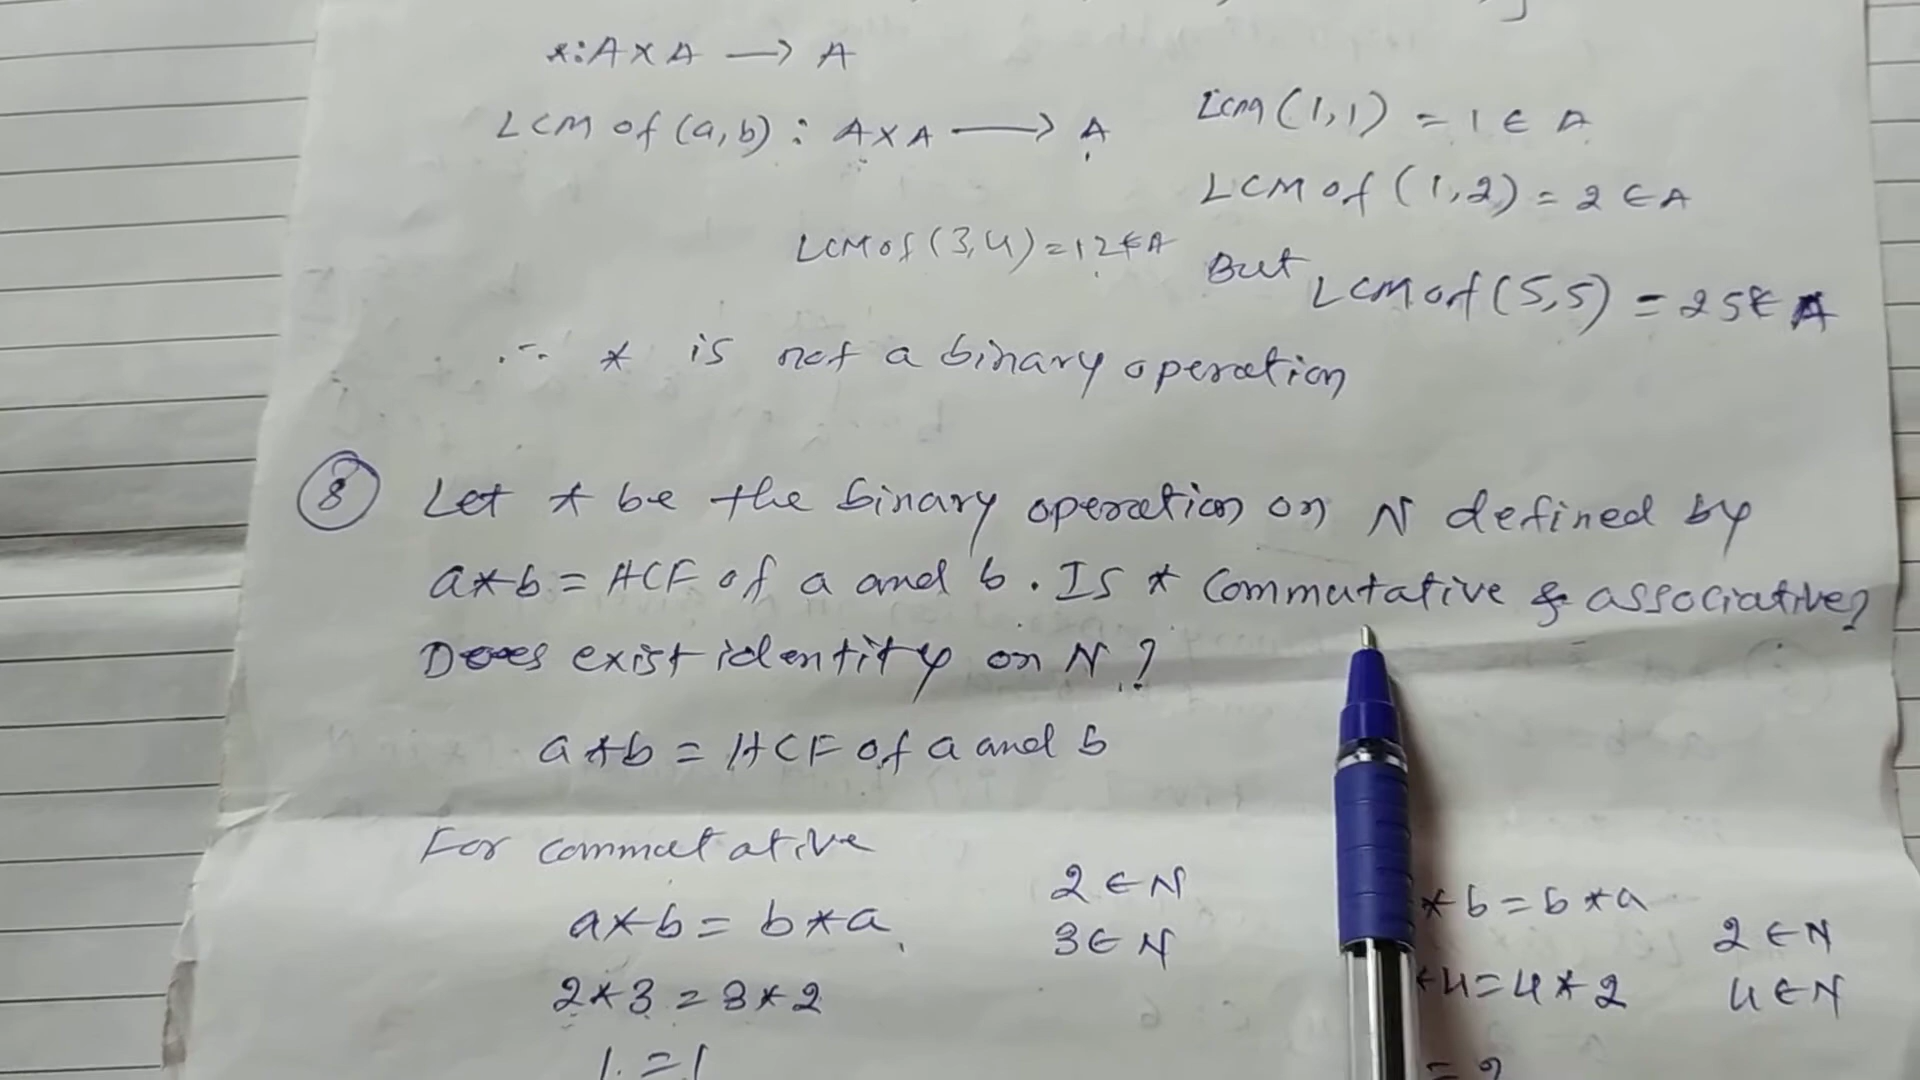 *: A × A → A
LCM of (a, b) : A × A → A
Lcm (1, 1) = 1 ∈ A
LCM of (1, 2) = 2 ∈ A
LCM of (3, 4) = 12 ∉ A
But LCM of (5, 5) = 25 ∉ A
∴ * is not a binary operation
8 Let * be the binary operation on N defined by
a * b = HCF of a and b. Is * Commutative & associative?
Does exist identity on N?
a * b = HCF of a and b
For commutative
2 ∈ N
a * b = b * a,
* b = b * a
3 ∈ N
2 ∈ N
2 * 3 = 3 * 2
* 4 = 4 * 2
4 ∈ N
1 = 1
= 2